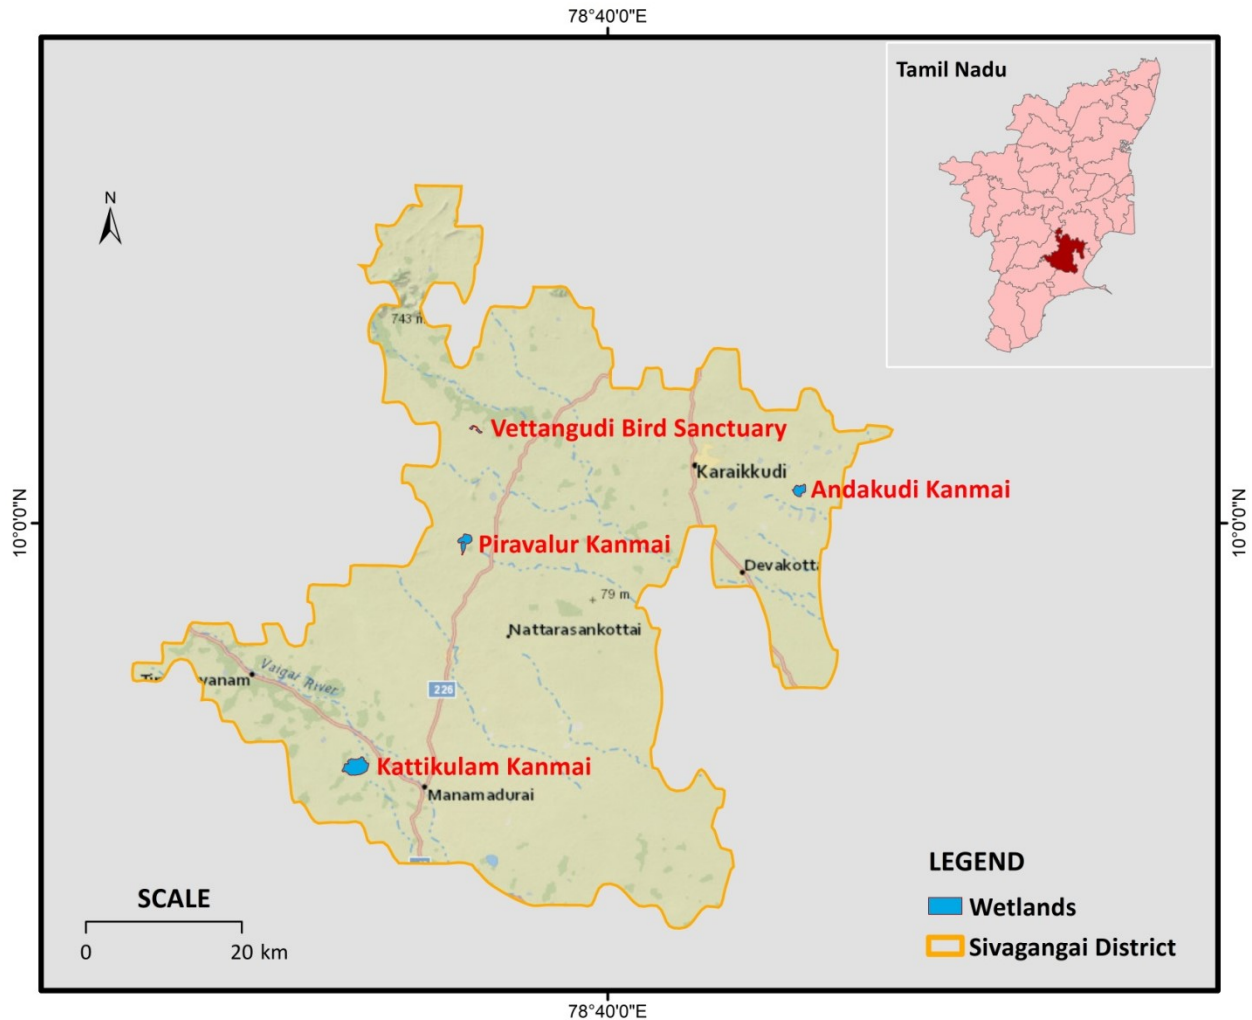 78°40'0"E
Tamil Nadu
N
743 m
Vettangudi Bird Sanctuary
Karaikkudi
Andakudi Kanmai
10°0'0"N
10°0'0"N
Piravalur Kanmai
Devakott
79 m
Nattarasankottai
Vaigai River
vanam
226
Kattikulam Kanmai
Manamadurai
LEGEND
Wetlands
Sivagangai District
SCALE
0 20 km
78°40'0"E